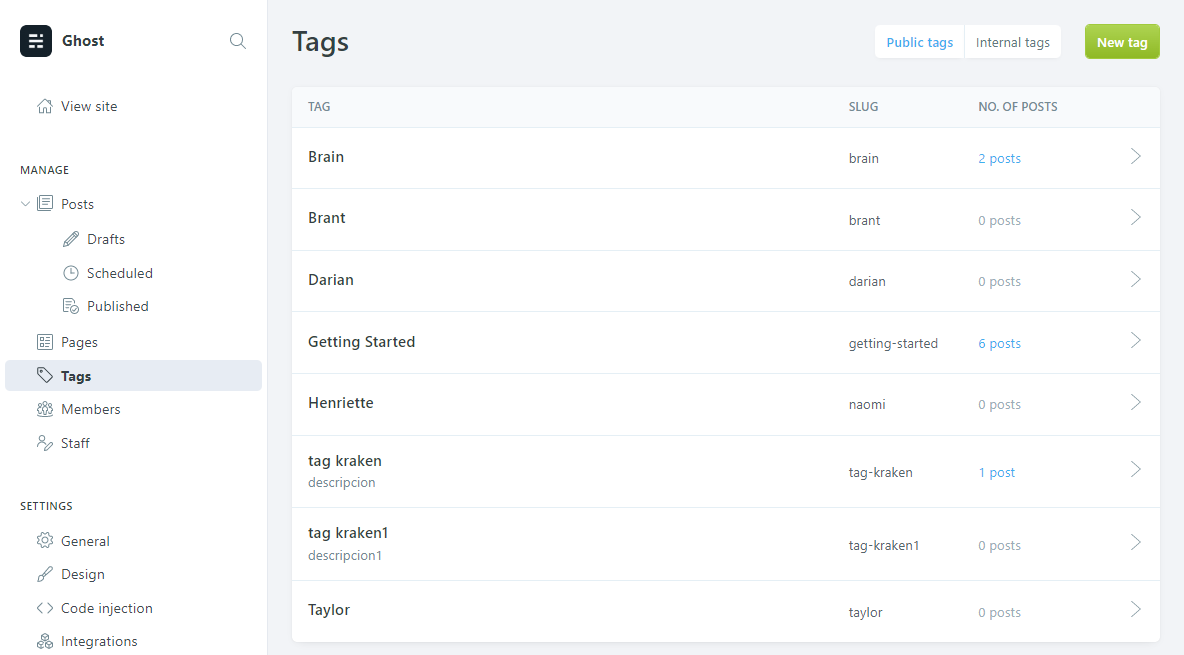 Ghost
View site
MANAGE
Posts
Drafts
Scheduled
Published
Pages
Tags
Members
Staff
SETTINGS
General
Design
Code injection
Integrations
Tags
Public tags Internal tags New tag
TAG SLUG NO. OF POSTS
Brain brain 2 posts
Brant brant 0 posts
Darian darian 0 posts
Getting Started getting-started 6 posts
Henriette naomi 0 posts
tag kraken tag-kraken 1 post
descripcion
tag kraken1 tag-kraken1 0 posts
descripcion1
Taylor taylor 0 posts